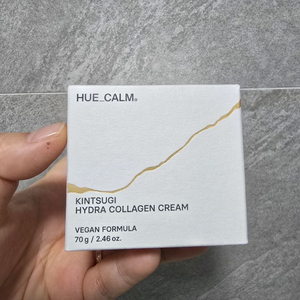 HUE_CALM®
KINTSUGI
HYDRA COLLAGEN CREAM
VEGAN FORMULA
70 g / 2.46 oz.